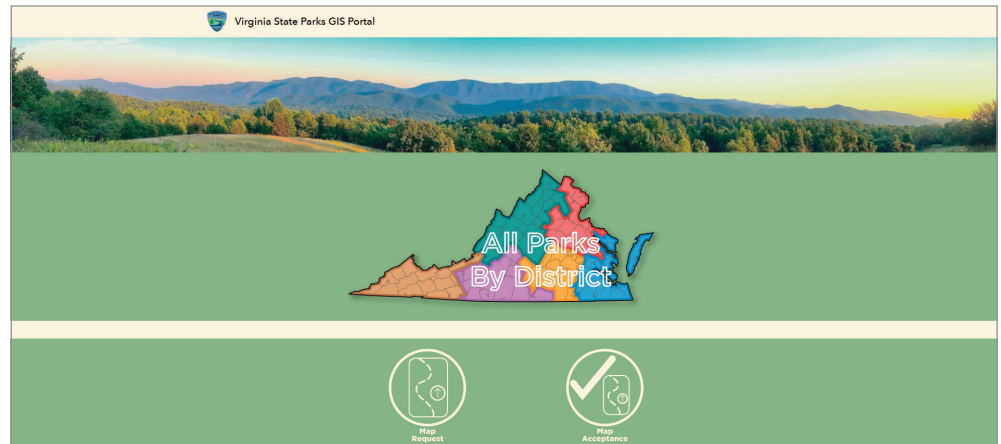 Virginia State Parks GIS Portal
All Parks
By District
Map
Request
Map
Acceptance